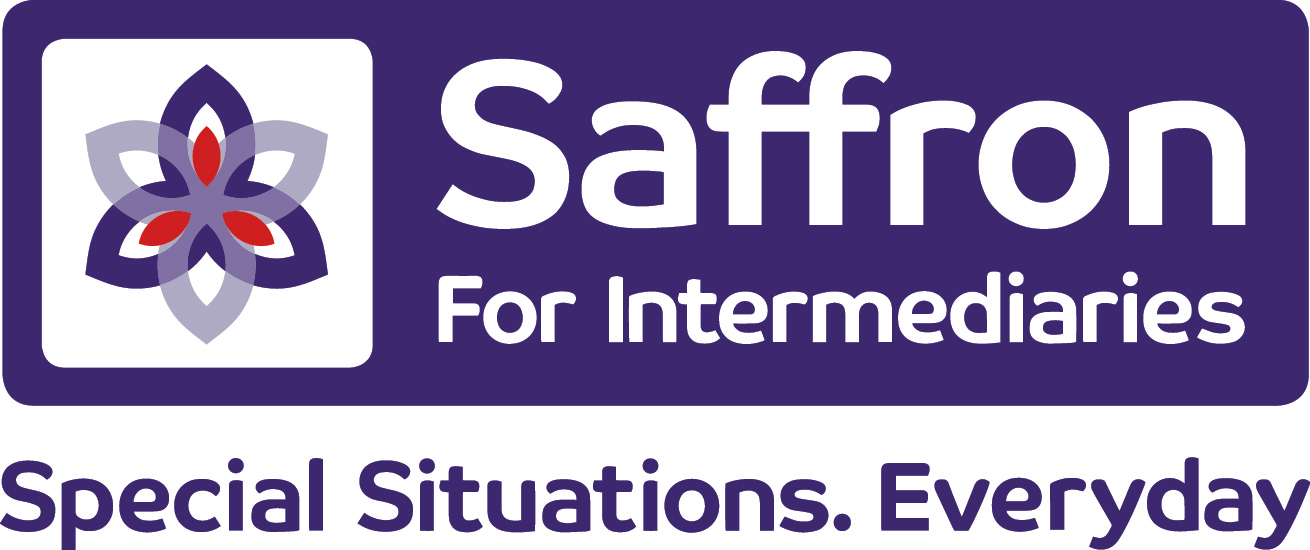 Saffron
For Intermediaries
Special Situations. Everyday